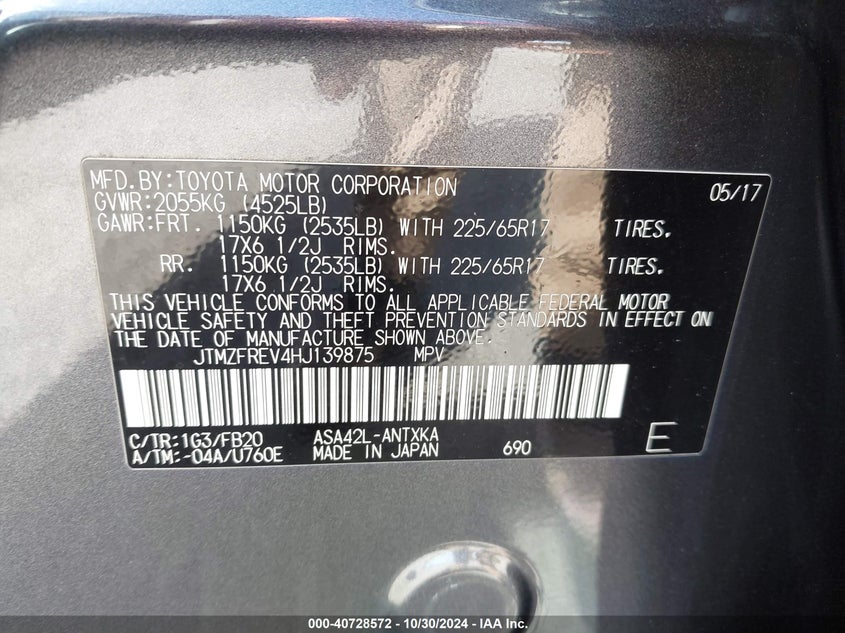 MFD.BY:TOYOTA MOTOR CORPORATION 05/17
GVWR:2055KG (4525LB)
GAWR:FRT. 1150KG (2535LB) WITH 225/65R17 TIRES.
17X6 1/2J RIMS.
RR. 1150KG (2535LB) WITH 225/65R17 TIRES.
17X6 1/2J RIMS.
THIS VEHICLE CONFORMS TO ALL APPLICABLE FEDERAL MOTOR
VEHICLE SAFETY AND THEFT PREVENTION STANDARDS IN EFFECT ON
THE DATE OF MANUFACTURE SHOWN ABOVE.
JTMZFREV4HJ139875 MPV
C/TR:1G3/FB20 ASA42L-ANTXKA
A/TM:-04A/U760E MADE IN JAPAN 690 E
000-40728572 - 10/30/2024 - IAA Inc.